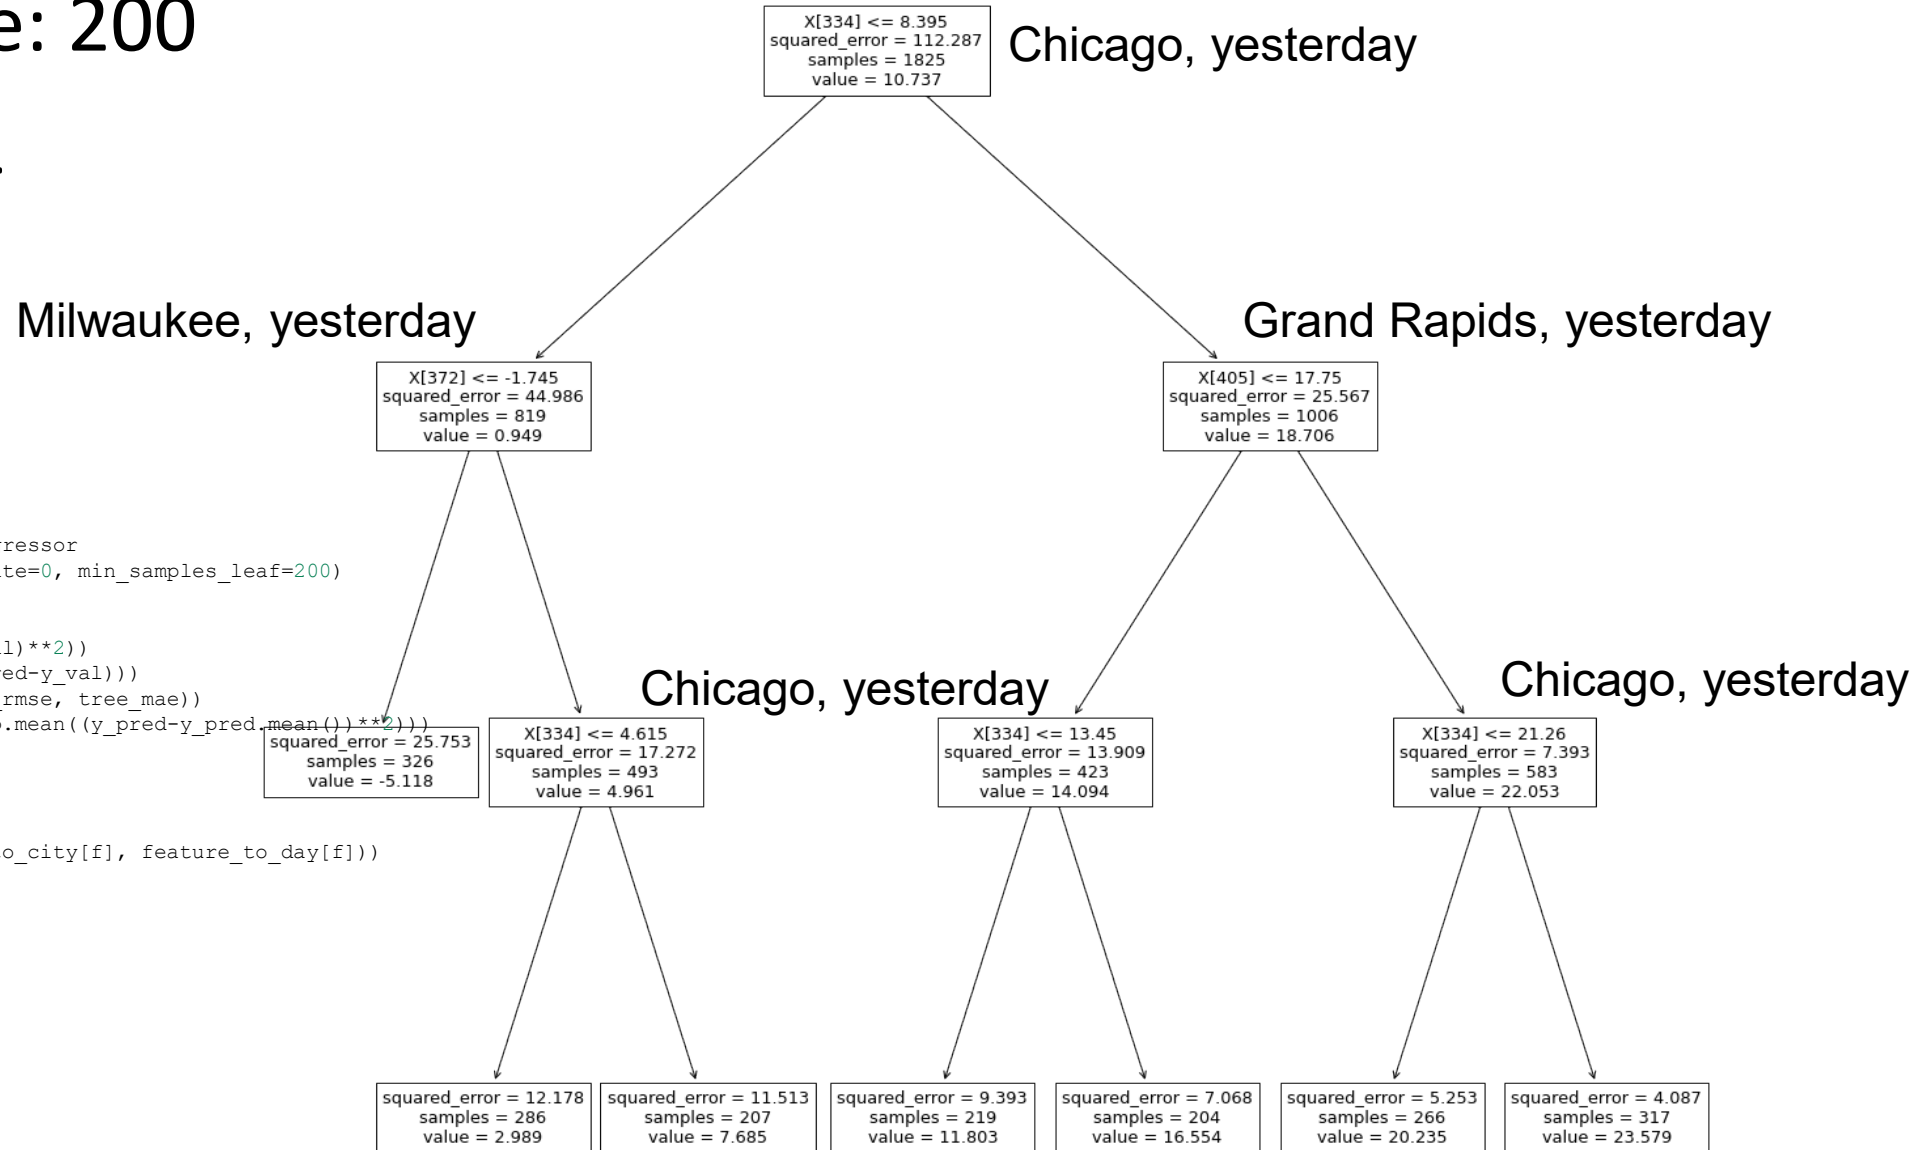 e: 200
X[334] <= 8.395
squared_error = 112.287
samples = 1825
value = 10.737
Chicago, yesterday
Milwaukee, yesterday
Grand Rapids, yesterday
X[372] <= -1.745
squared_error = 44.986
samples = 819
value = 0.949
X[405] <= 17.75
squared_error = 25.567
samples = 1006
value = 18.706
ressor
te=0, min_samples_leaf=200)
l)**2))
ed-y_val)))
rmse, tree_mae))
.mean((y_pred-y_pred.mean())**2)))
o_city[f], feature_to_day[f]))
Chicago, yesterday
Chicago, yesterday
squared_error = 25.753
samples = 326
value = -5.118
X[334] <= 4.615
squared_error = 17.272
samples = 493
value = 4.961
X[334] <= 13.45
squared_error = 13.909
samples = 423
value = 14.094
X[334] <= 21.26
squared_error = 7.393
samples = 583
value = 22.053
squared_error = 12.178
samples = 286
value = 2.989
squared_error = 11.513
samples = 207
value = 7.685
squared_error = 9.393
samples = 219
value = 11.803
squared_error = 7.068
samples = 204
value = 16.554
squared_error = 5.253
samples = 266
value = 20.235
squared_error = 4.087
samples = 317
value = 23.579